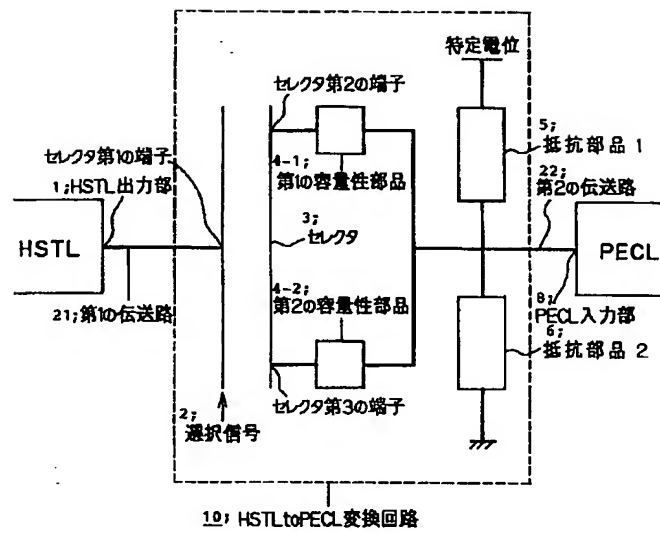 特定電位
セレクタ第2の端子
5;
抵抗部品 1
セレクタ第1の端子
4-1;
第1の容量性部品
22;
第2の伝送路
1;HSTL出力部
3;
セレクタ
HSTL
PECL
4-2;
第2の容量性部品
21;第1の伝送路
8;
PECL入力部
6;
抵抗部品 2
セレクタ第3の端子
2;
選択信号
10; HSTLtoPECL変換回路